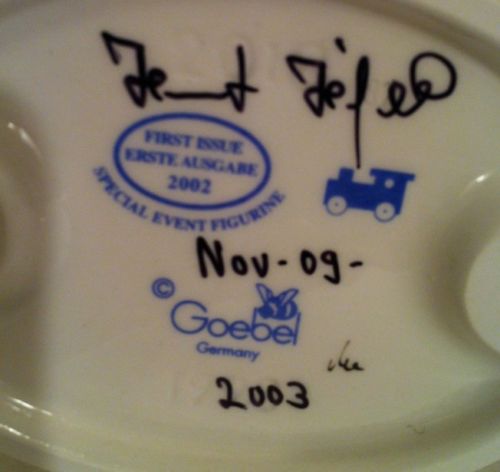 FIRST ISSUE
ERSTE AUSGABE
2002
SPECIAL EVENT FIGURINE
Nov-09-
©
Goebel
Germany
2003